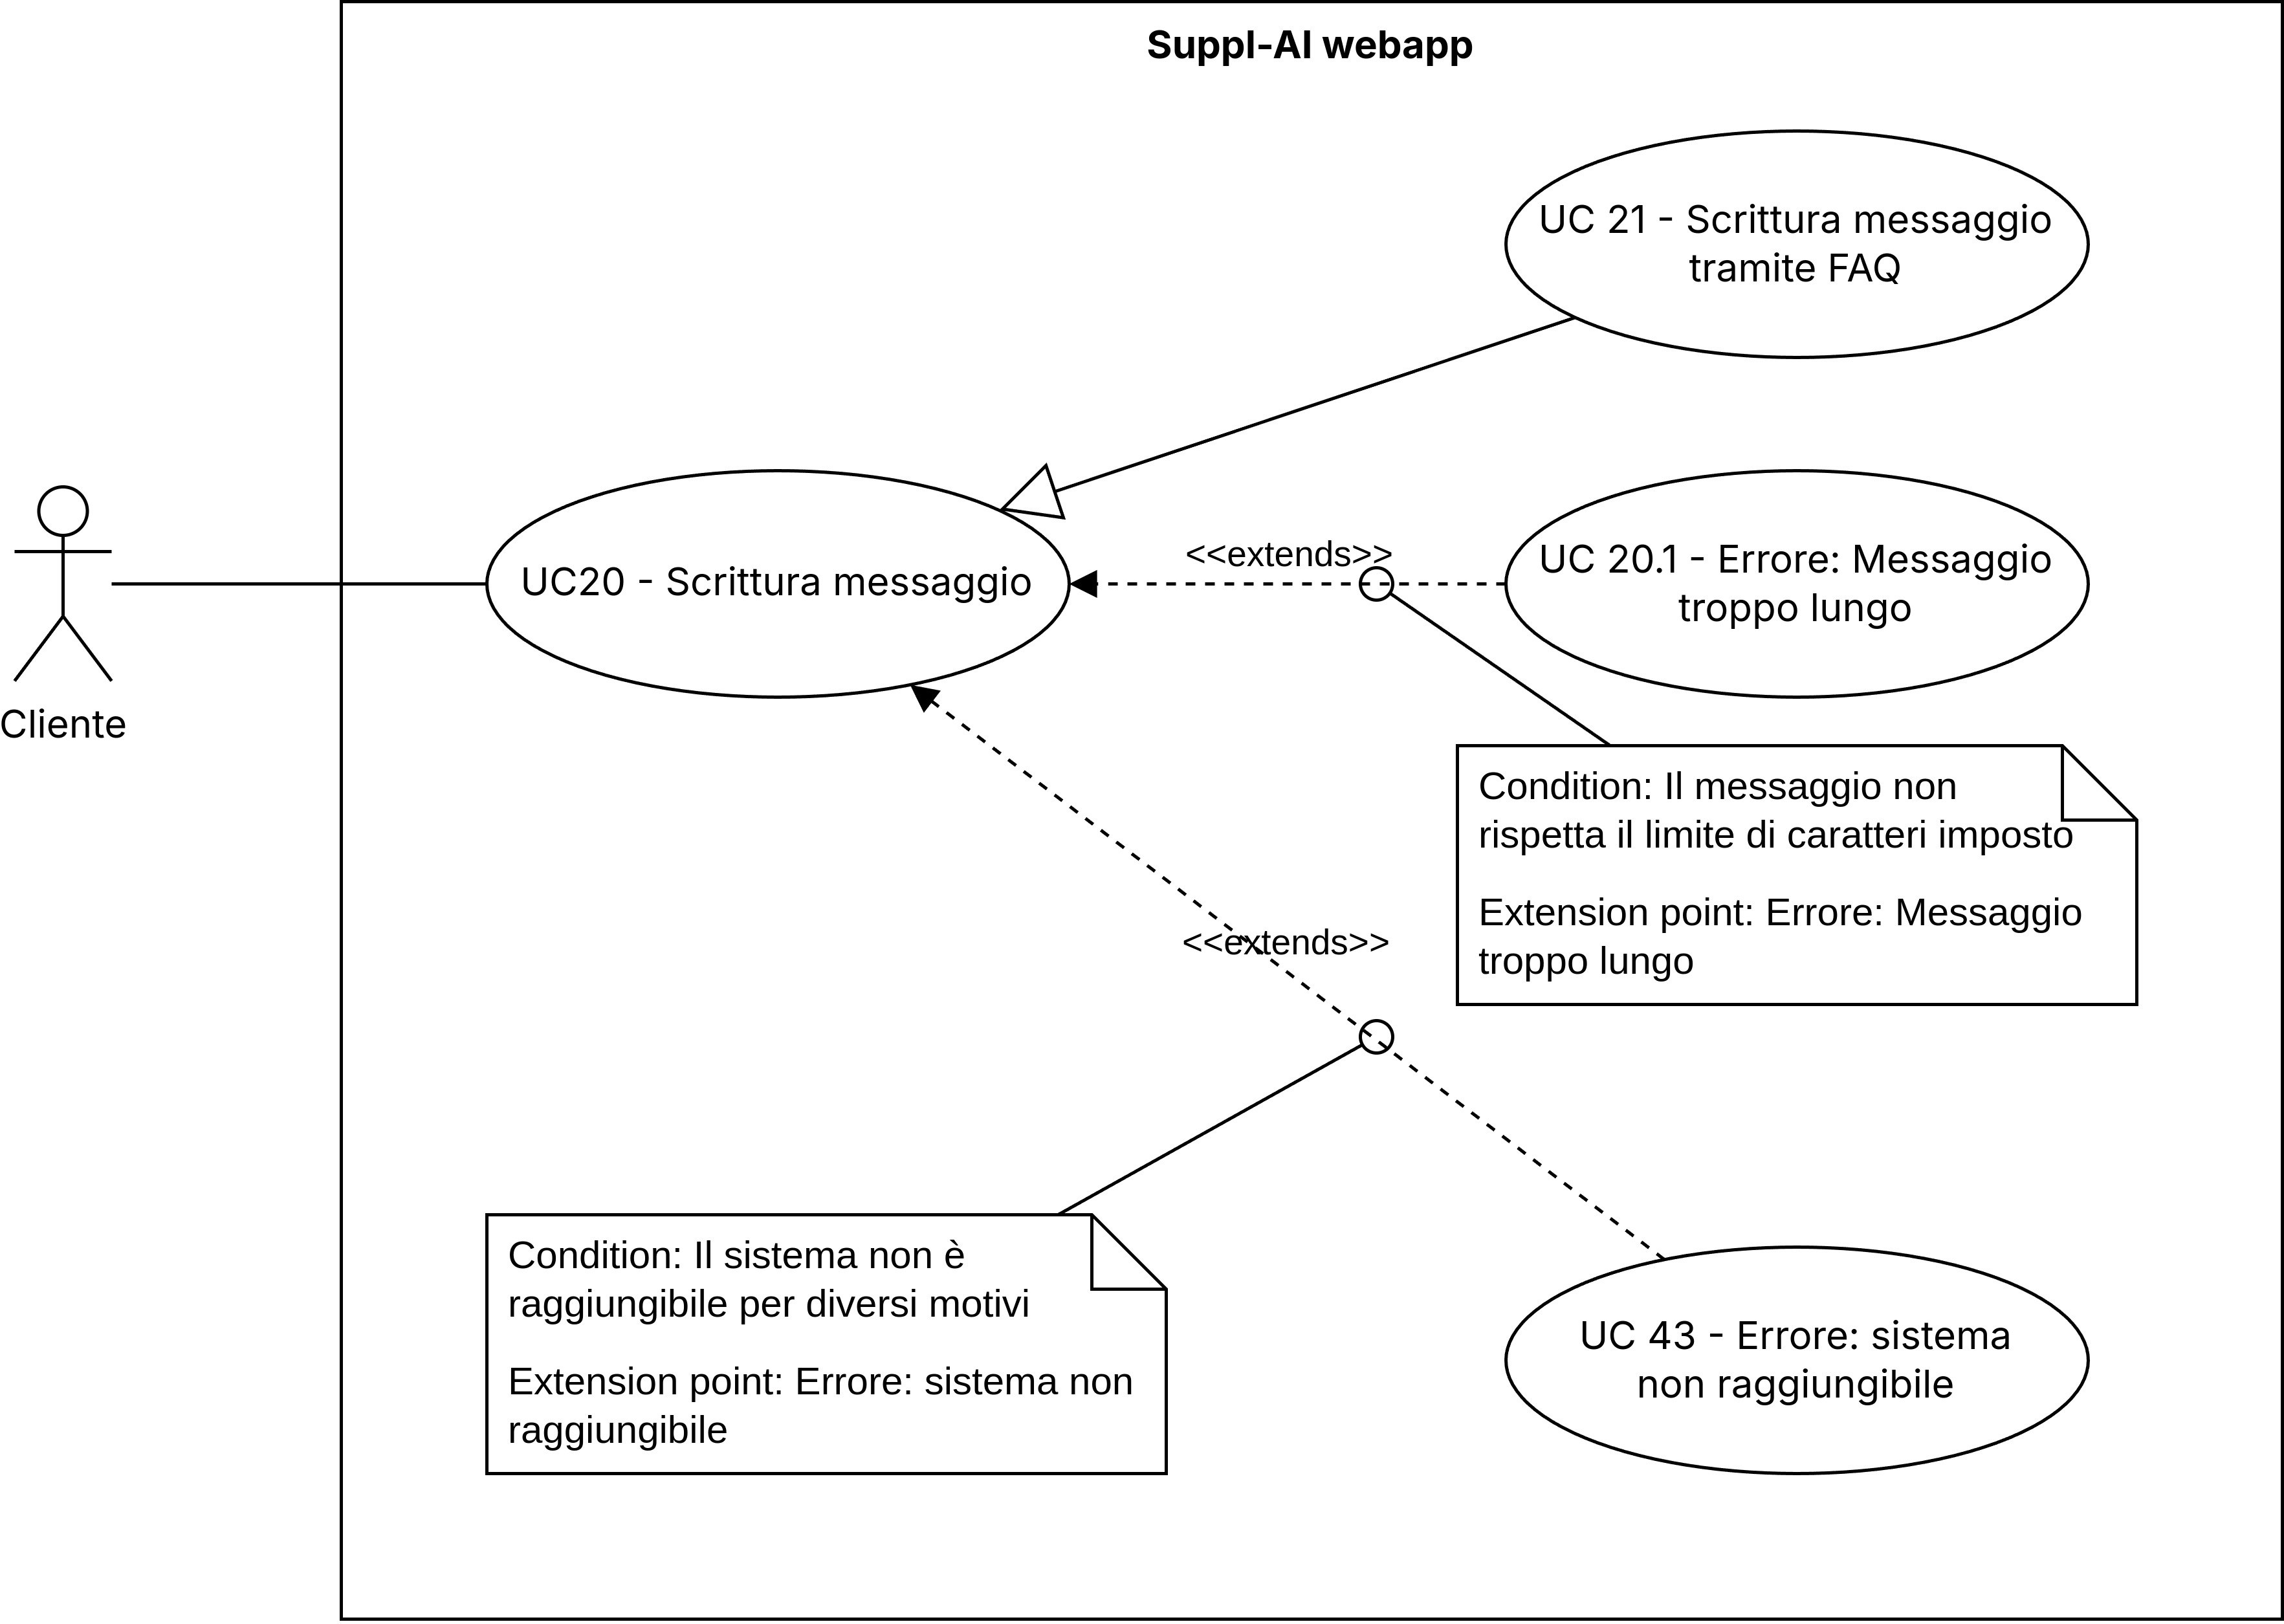 Suppl-AI webapp
UC 21 - Scrittura messaggio
tramite FAQ
<<extends>>
UC20 - Scrittura messaggio
UC 20.1 - Errore: Messaggio
troppo lungo
Cliente
Condition: Il messaggio non
rispetta il limite di caratteri imposto
Extension point: Errore: Messaggio
troppo lungo
<<extends>>
Condition: Il sistema non è
raggiungibile per diversi motivi
Extension point: Errore: sistema non
raggiungibile
UC 43 - Errore: sistema
non raggiungibile